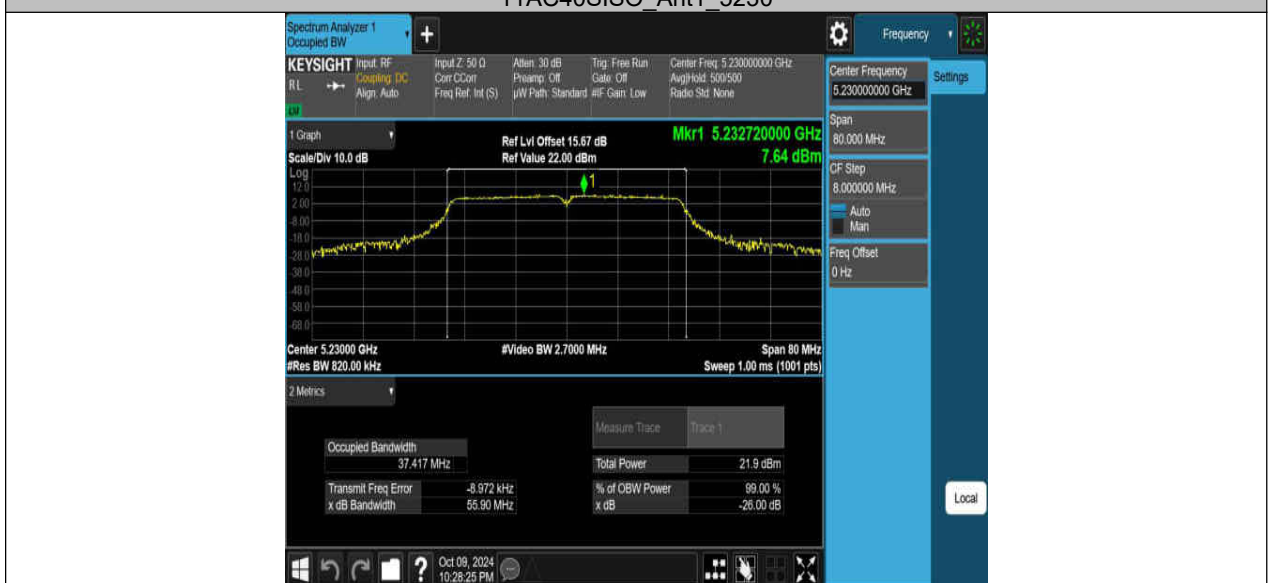 11AC40SISO_Ant1_5230
Spectrum Analyzer 1
Occupied BW
Frequency
KEYSIGHT
RL
Input: RF
Coupling: DC
Align: Auto
Input Z: 50 Ω
Corr CCorr
Freq Ref: Int (S)
Atten: 30 dB
Preamp: Off
µW Path: Standard
Trig: Free Run
Gate: Off
#IF Gain: Low
Center Freq: 5.230000000 GHz
Avg|Hold: 500/500
Radio Std: None
Center Frequency
5.230000000 GHz
Settings
Span
80.000 MHz
CF Step
8.000000 MHz
Auto
Man
Freq Offset
0 Hz
Local
1 Graph
Scale/Div 10.0 dB
Ref Lvl Offset 15.67 dB
Ref Value 22.00 dBm
Mkr1 5.232720000 GHz
7.64 dBm
Log
12.0
2.00
-8.00
-18.0
-28.0
-38.0
-48.0
-58.0
-68.0
1
Center 5.23000 GHz
#Res BW 820.00 kHz
#Video BW 2.7000 MHz
Span 80 MHz
Sweep 1.00 ms (1001 pts)
2 Metrics
Measure Trace
Trace 1
Occupied Bandwidth
37.417 MHz
Total Power
21.9 dBm
Transmit Freq Error
-8.972 kHz
% of OBW Power
99.00 %
x dB Bandwidth
55.90 MHz
x dB
-26.00 dB
Oct 09, 2024
10:28:25 PM